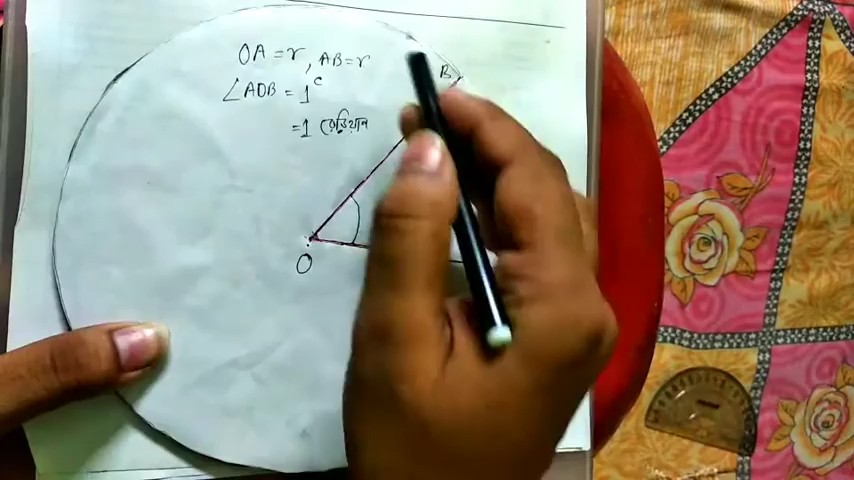 OA = r, AB = r
B
∠AOB = 1ᶜ
= 1 রেডিয়ান
O